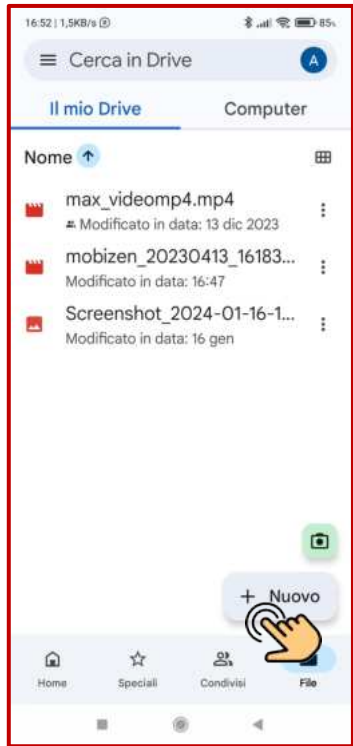 16:52 | 1,5KB/s
85%
Cerca in Drive
A
Il mio Drive
Computer
Nome
max_videomp4.mp4
Modificato in data: 13 dic 2023
mobizen_20230413_16183...
Modificato in data: 16:47
Screenshot_2024-01-16-1...
Modificato in data: 16 gen
+ Nuovo
Home
Speciali
Condivisi
File